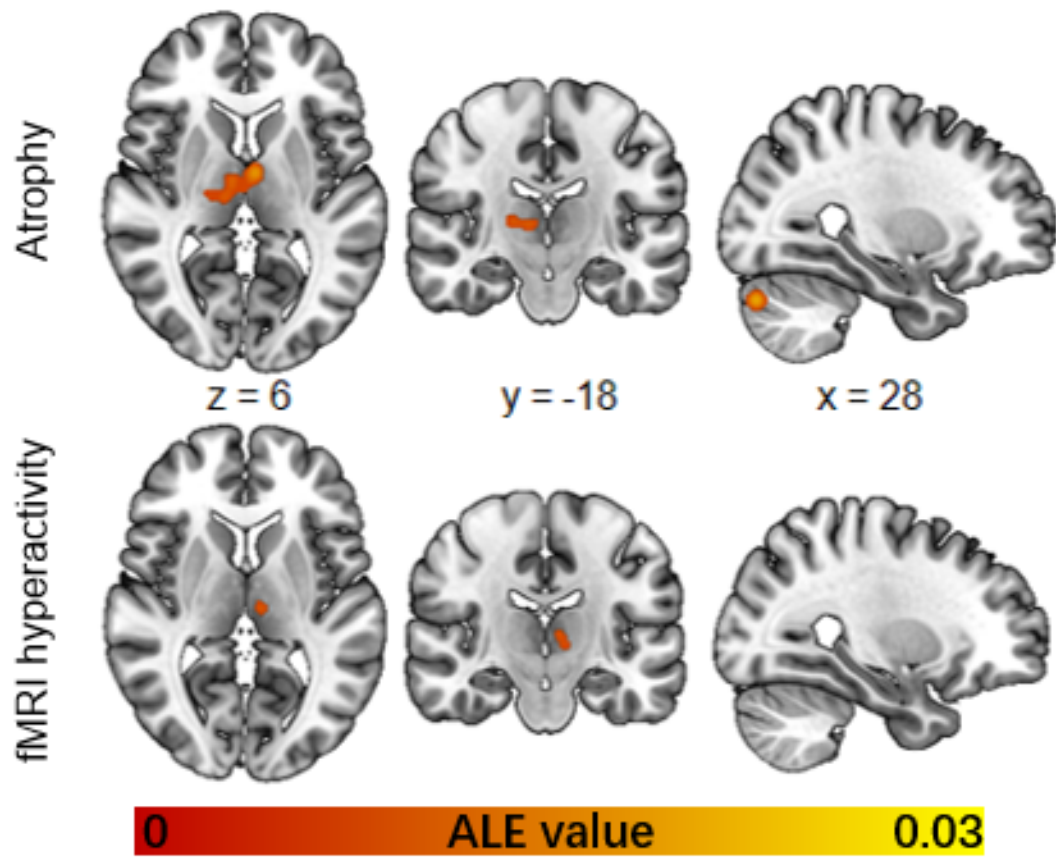 Atrophy
z = 6
y = -18
x = 28
fMRI hyperactivity
0
ALE value
0.03